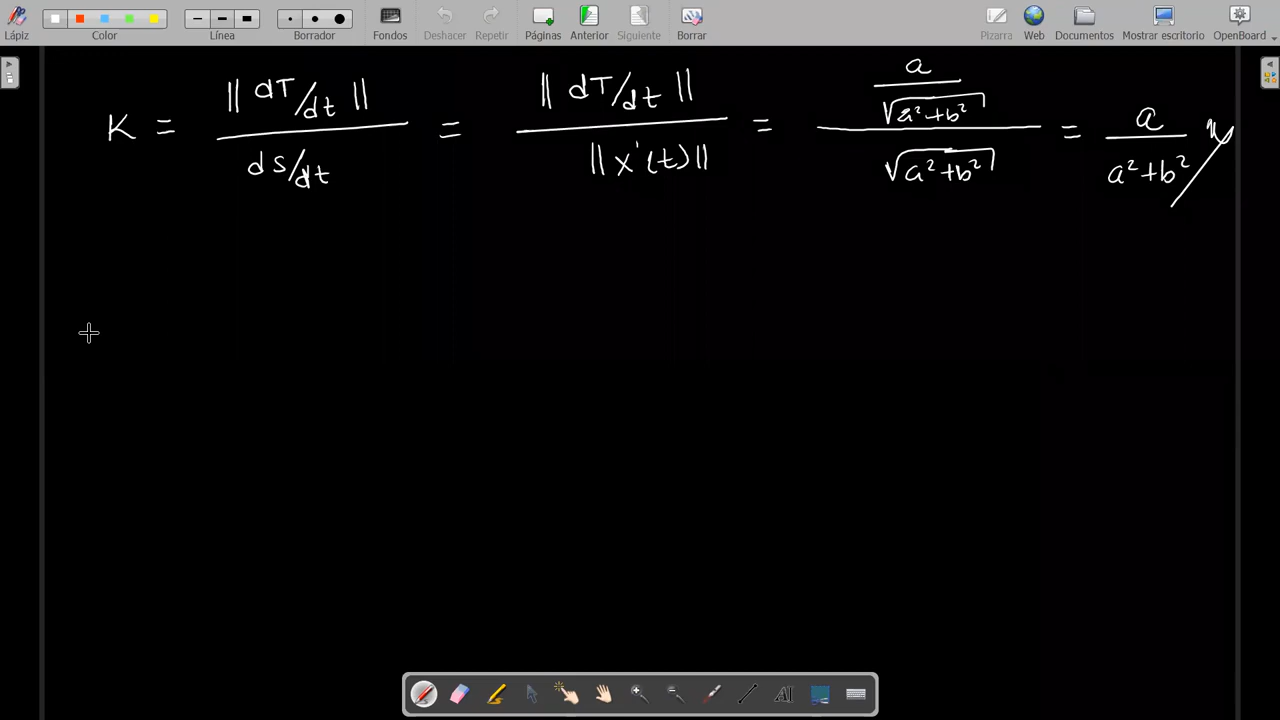 Lápiz Color Línea Borrador Fondos Deshacer Repetir Páginas Anterior Siguiente Borrar Pizarra Web Documentos Mostrar escritorio OpenBoard
K = || dT/dt || / ds/dt = || dT/dt || / || x'(t) || = a/√(a²+b²) / √(a²+b²) = a / a²+b²
AI